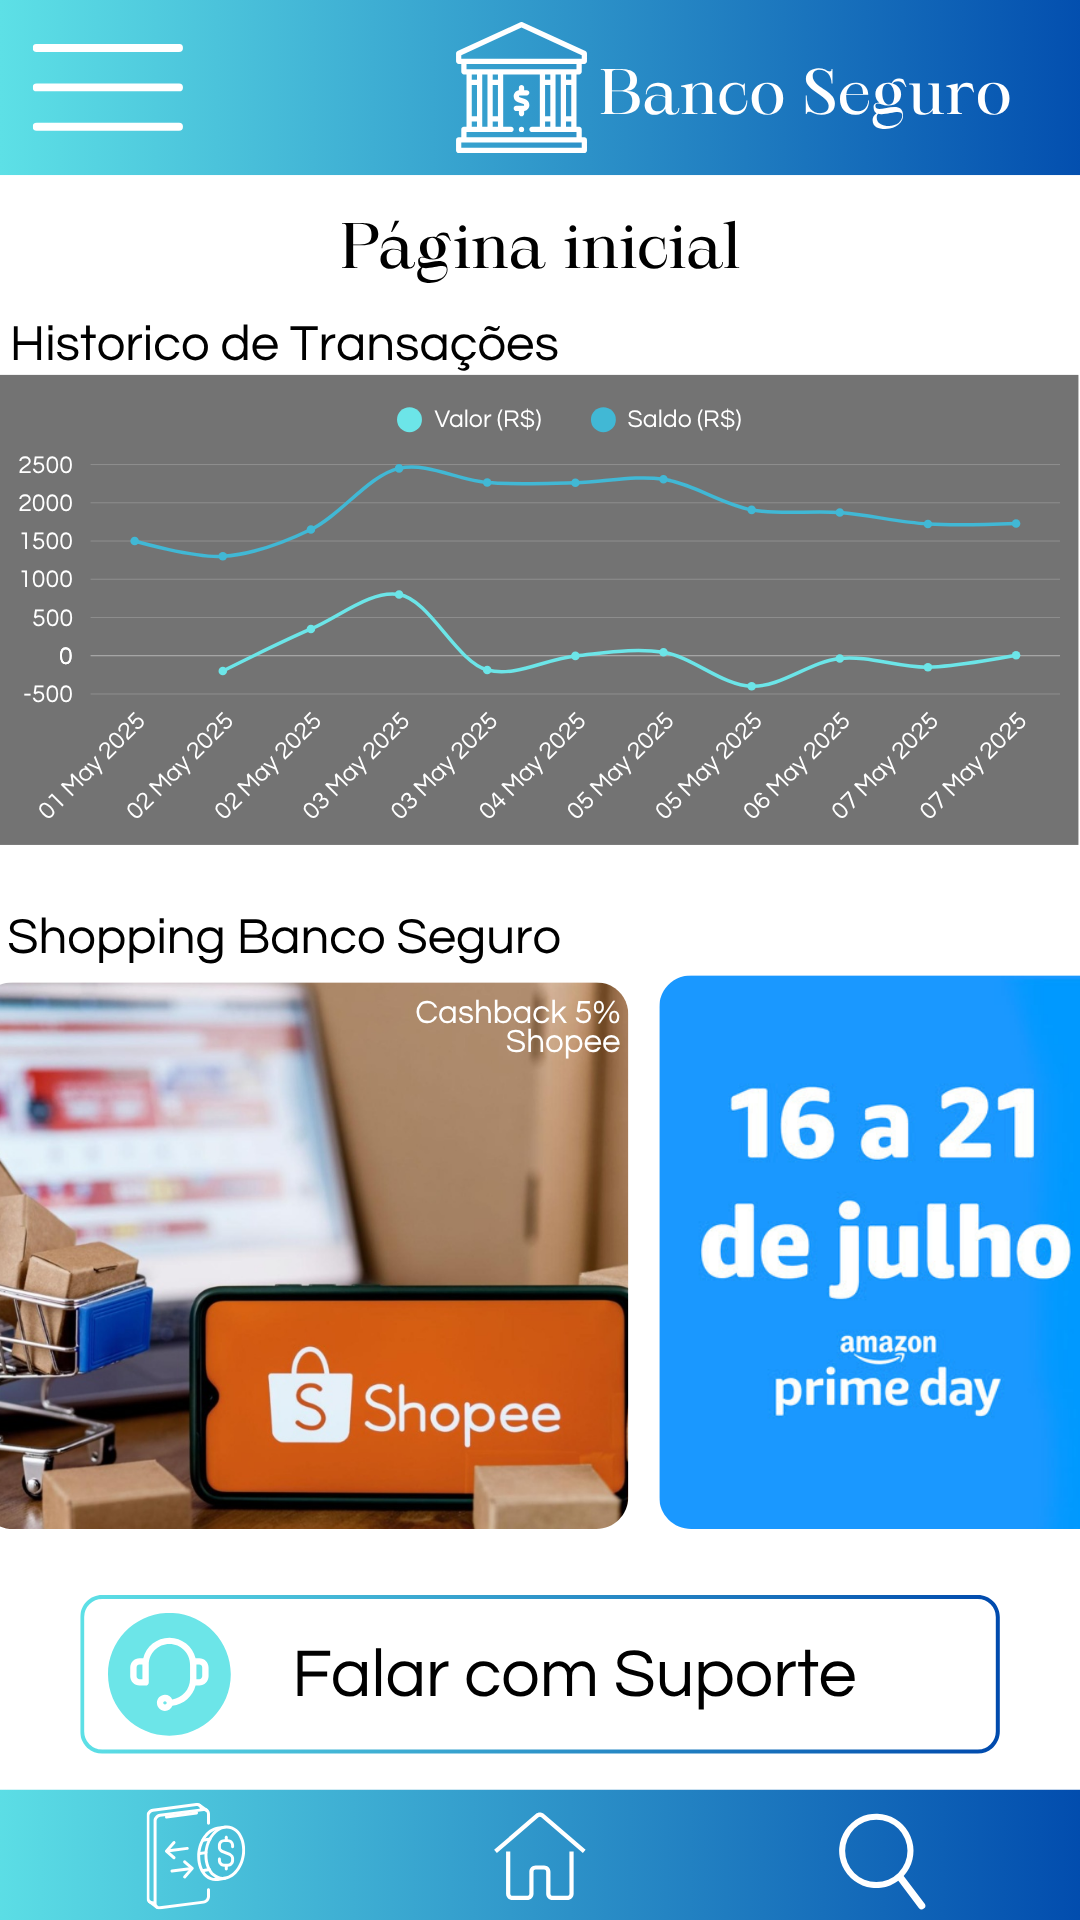 $
Banco Seguro
Página inicial
Historico de Transações
Valor (R$)
Saldo (R$)
2500
2000
1500
1000
500
0
-500
01 May 2025
02 May 2025
02 May 2025
03 May 2025
03 May 2025
04 May 2025
05 May 2025
05 May 2025
06 May 2025
07 May 2025
07 May 2025
Shopping Banco Seguro
Cashback 5%
Shopee
S
Shopee
16 a 21
de julho
amazon
prime day
Falar com Suporte
$